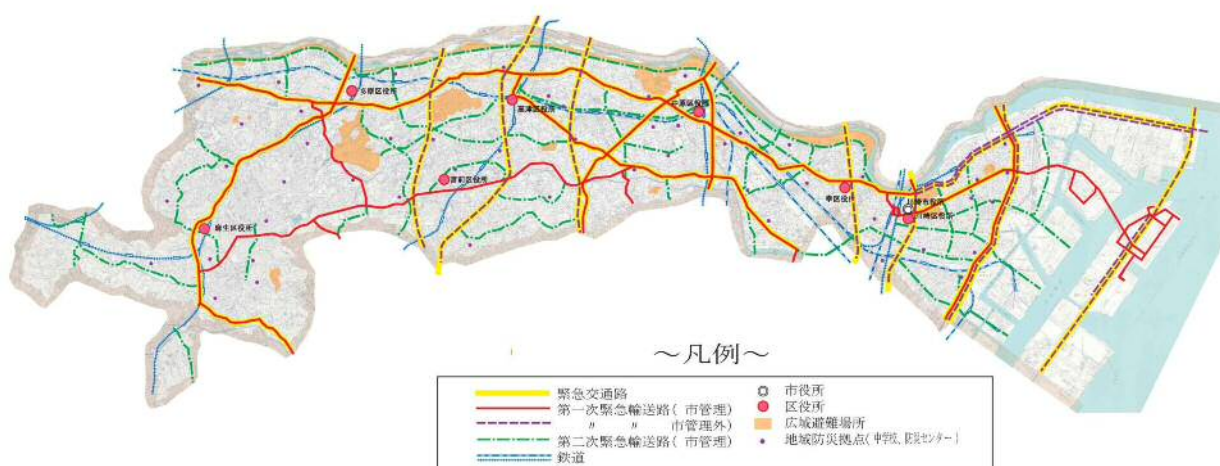 多摩区役所
高津区役所
中原区役所
宮前区役所
幸区役所
川崎市役所
川崎区役所
麻生区役所
～凡例～
緊急交通路
第一次緊急輸送路( 市管理)
〃 〃 市管理外)
第二次緊急輸送路( 市管理)
鉄道
市役所
区役所
広域避難場所
地域防災拠点( 中学校、防災センター )